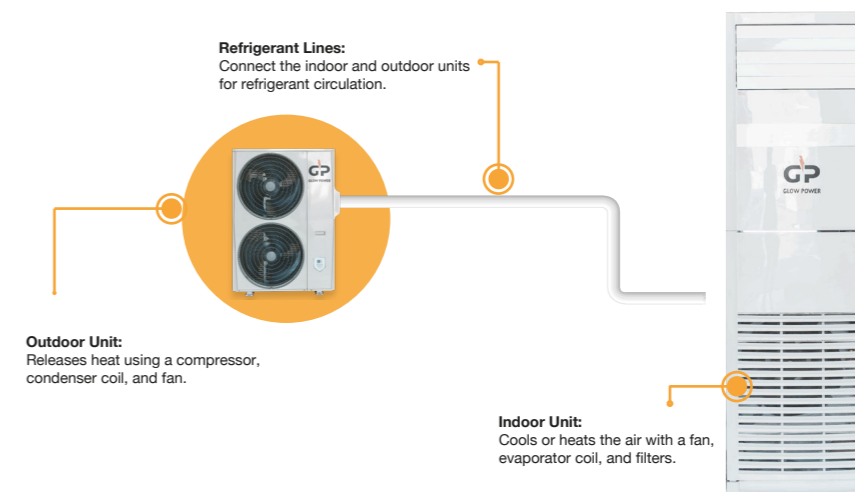 Refrigerant Lines:
Connect the indoor and outdoor units
for refrigerant circulation.
GP
GLOW POWER
GP
GLOW POWER
Outdoor Unit:
Releases heat using a compressor,
condenser coil, and fan.
Indoor Unit:
Cools or heats the air with a fan,
evaporator coil, and filters.